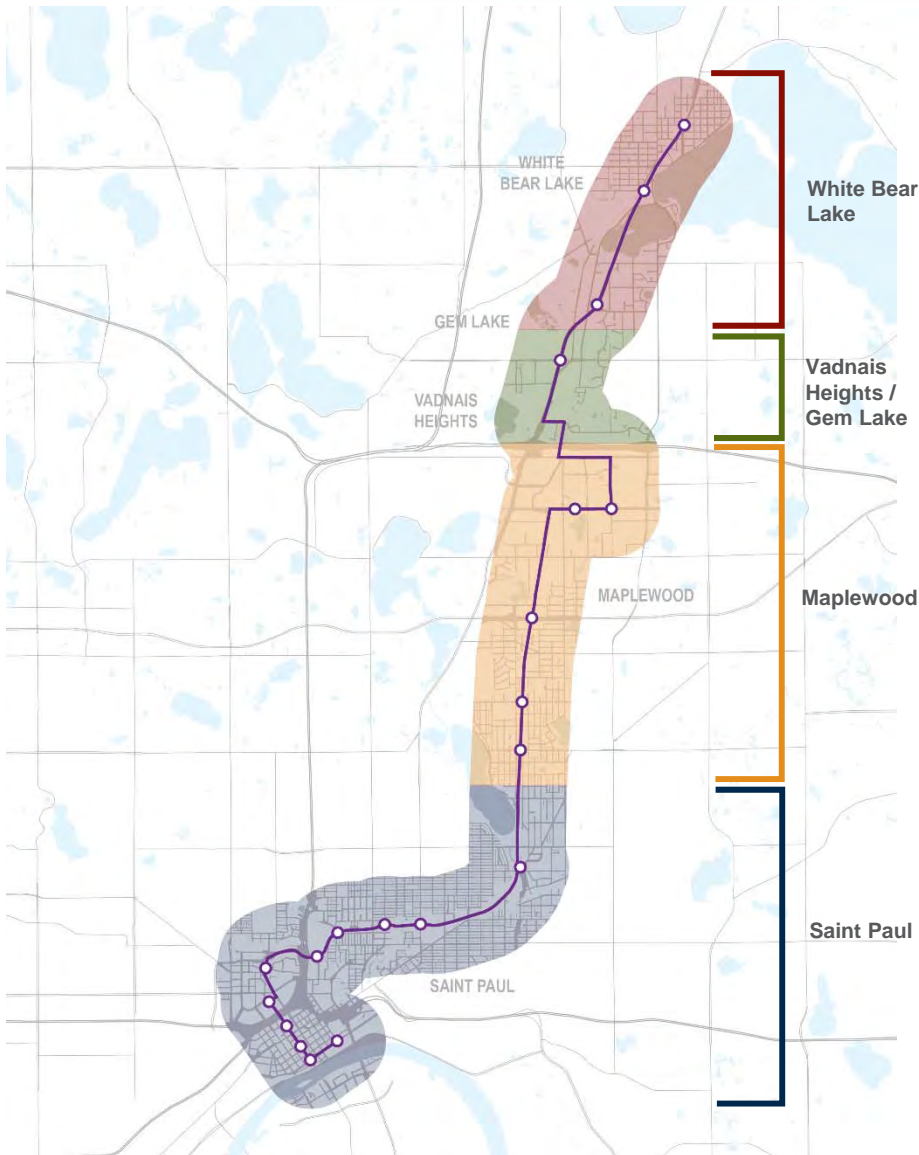 WHITE
BEAR LAKE
White Bear
Lake
GEM LAKE
VADNAIS
HEIGHTS
Vadnais
Heights /
Gem Lake
MAPLEWOOD
Maplewood
Saint Paul
SAINT PAUL